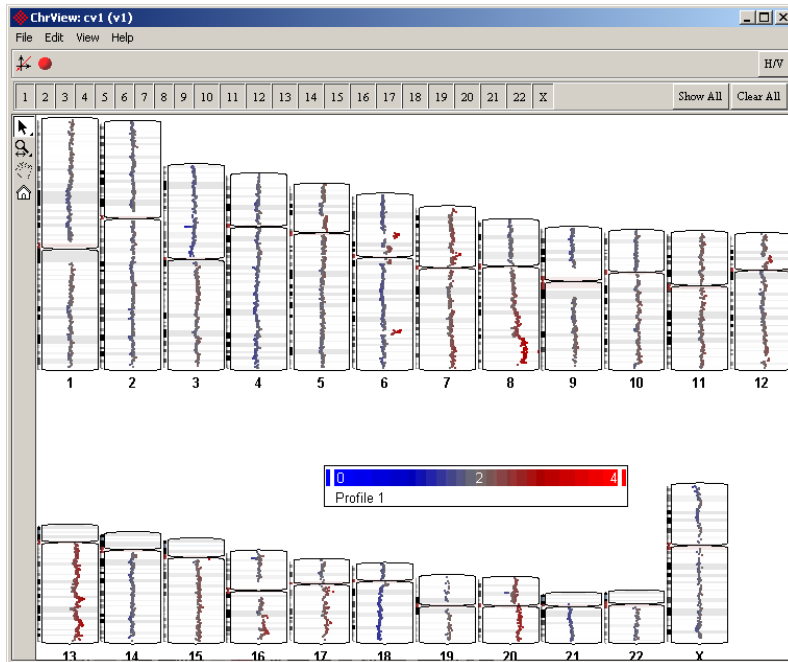 ChrView: cv1 (v1)
File Edit View Help
H/V
1 2 3 4 5 6 7 8 9 10 11 12 13 14 15 16 17 18 19 20 21 22 X Show All Clear All
1 2 3 4 5 6 7 8 9 10 11 12
0 2 4
Profile 1
13 14 15 16 17 18 19 20 21 22 X